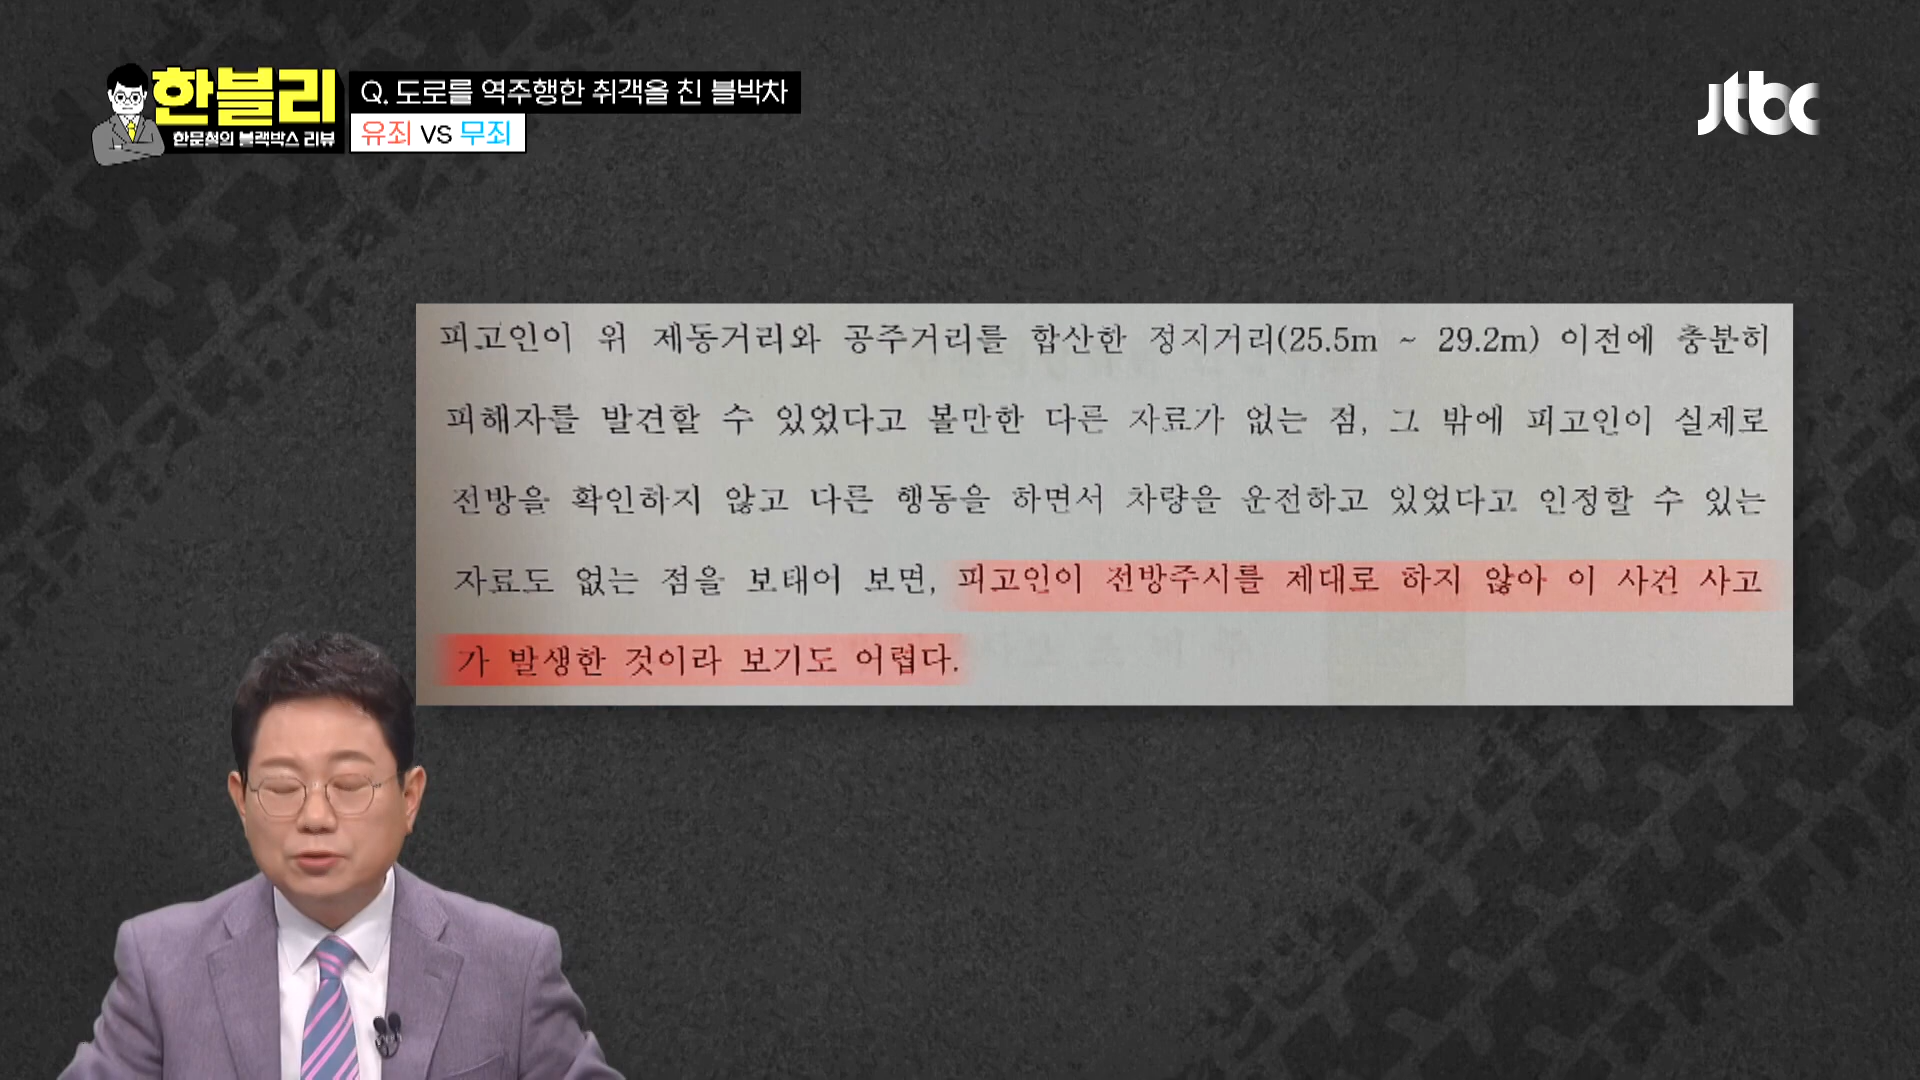 한블리
한문철의 블랙박스 리뷰
Q. 도로를 역주행한 취객을 친 블박차
유죄 VS 무죄
jtbc
피고인이 위 제동거리와 공주거리를 합산한 정지거리(25.5m ~ 29.2m) 이전에 충분히
피해자를 발견할 수 있었다고 볼만한 다른 자료가 없는 점, 그 밖에 피고인이 실제로
전방을 확인하지 않고 다른 행동을 하면서 차량을 운전하고 있었다고 인정할 수 있는
자료도 없는 점을 보태어 보면, 피고인이 전방주시를 제대로 하지 않아 이 사건 사고
가 발생한 것이라 보기도 어렵다.